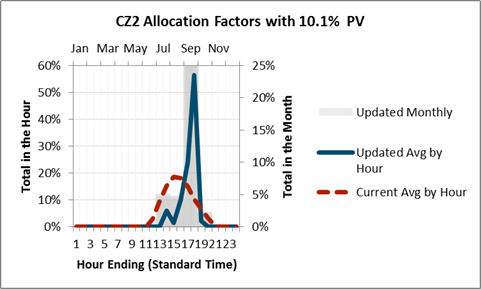 CZ2 Allocation Factors with 10.1% PV
Jan Mar May Jul Sep Nov
60% 25%
50% 20%
40% 15%
30% 10%
20% 5%
10% 0%
0%
Total in the Hour
Total in the Month
1 3 5 7 9 11 13 15 17 19 21 23
Hour Ending (Standard Time)
Updated Monthly
Updated Avg by
Hour
Current Avg by Hour